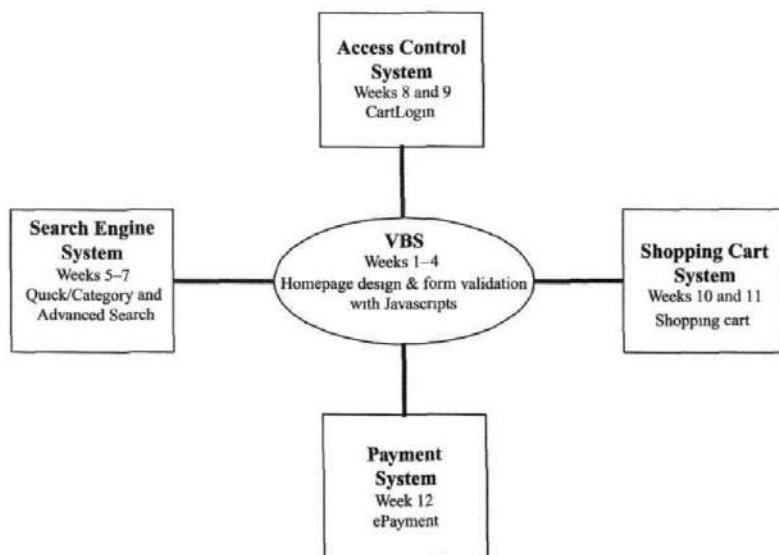 Access Control
System
Weeks 8 and 9
CartLogin
Search Engine
System
Weeks 5–7
Quick/Category and
Advanced Search
VBS
Weeks 1–4
Homepage design & form validation
with Javascripts
Shopping Cart
System
Weeks 10 and 11
Shopping cart
Payment
System
Week 12
ePayment